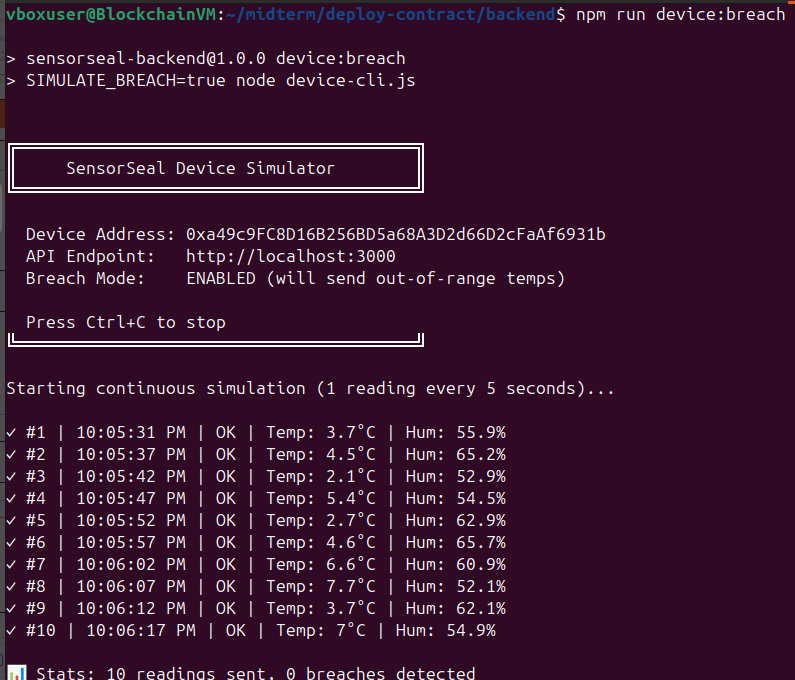 vboxuser@BlockchainVM:~/midterm/deploy-contract/backend$ npm run device:breach
> sensorseal-backend@1.0.0 device:breach
> SIMULATE_BREACH=true node device-cli.js
SensorSeal Device Simulator
Device Address: 0xa49c9FC8D16B256BD5a68A3D2d66D2cFaAf6931b
API Endpoint:   http://localhost:3000
Breach Mode:    ENABLED (will send out-of-range temps)
Press Ctrl+C to stop
Starting continuous simulation (1 reading every 5 seconds)...
✓ #1 | 10:05:31 PM | OK | Temp: 3.7°C | Hum: 55.9%
✓ #2 | 10:05:37 PM | OK | Temp: 4.5°C | Hum: 65.2%
✓ #3 | 10:05:42 PM | OK | Temp: 2.1°C | Hum: 52.9%
✓ #4 | 10:05:47 PM | OK | Temp: 5.4°C | Hum: 54.5%
✓ #5 | 10:05:52 PM | OK | Temp: 2.7°C | Hum: 62.9%
✓ #6 | 10:05:57 PM | OK | Temp: 4.6°C | Hum: 65.7%
✓ #7 | 10:06:02 PM | OK | Temp: 6.6°C | Hum: 60.9%
✓ #8 | 10:06:07 PM | OK | Temp: 7.7°C | Hum: 52.1%
✓ #9 | 10:06:12 PM | OK | Temp: 3.7°C | Hum: 62.1%
✓ #10 | 10:06:17 PM | OK | Temp: 7°C | Hum: 54.9%
📊 Stats: 10 readings sent, 0 breaches detected